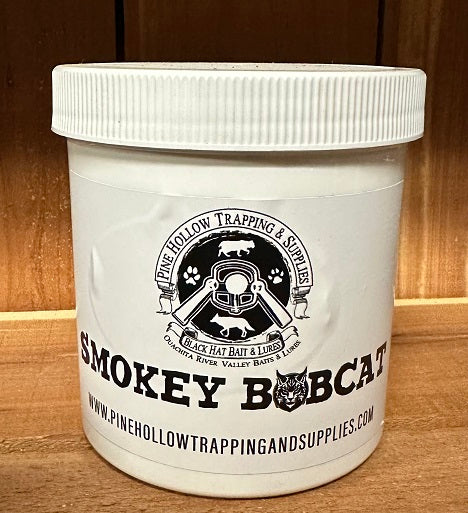 PINE HOLLOW TRAPPING & SUPPLIES
BLACK HAT BAIT & LURES
OUACHITA RIVER VALLEY BAITS & LURES
SMOKEY BOBCAT
WWW.PINEHOLLOWTRAPPINGANDSUPPLIES.COM